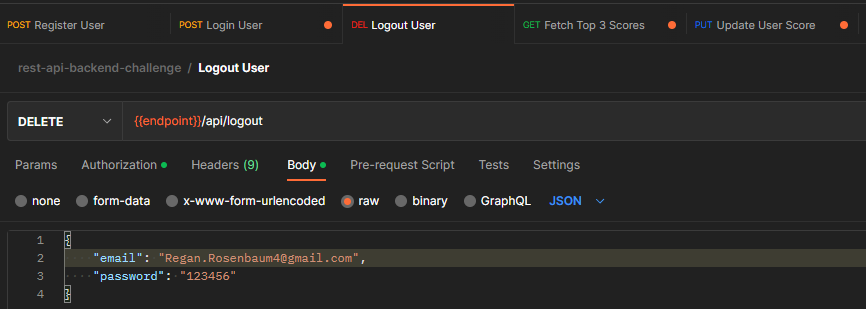 POST Register User POST Login User DEL Logout User GET Fetch Top 3 Scores PUT Update User Score
rest-api-backend-challenge / Logout User
DELETE {{endpoint}}/api/logout
Params Authorization Headers (9) Body Pre-request Script Tests Settings
none form-data x-www-form-urlencoded raw binary GraphQL JSON
1 {
2 "email": "Regan.Rosenbaum4@gmail.com",
3 "password": "123456"
4 }